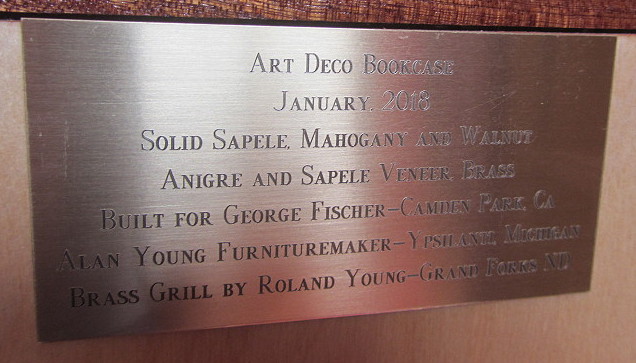 Art Deco Bookcase
January, 2018
Solid Sapele, Mahogany and Walnut
Anigre and Sapele Veneer, Brass
Built for George Fischer–Camden Park, Ca
Alan Young Furnituremaker–Ypsilanti, Michigan
Brass Grill by Roland Young–Grand Forks ND